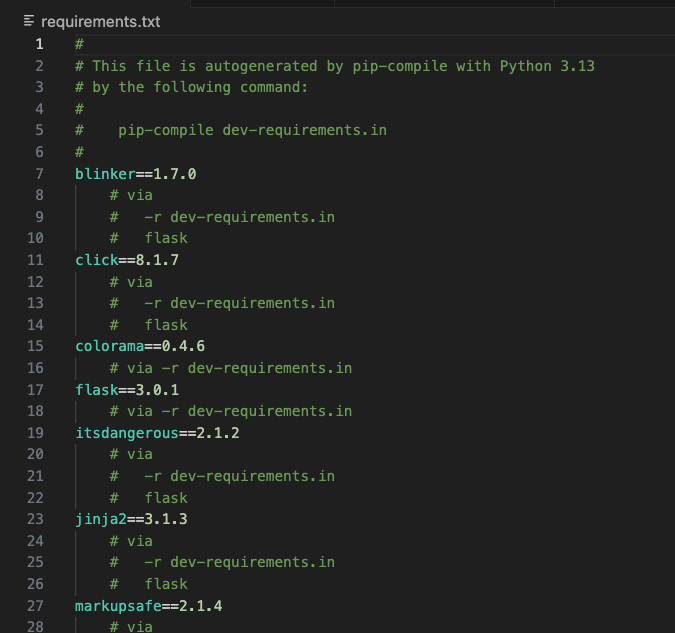 requirements.txt
1 #
2 # This file is autogenerated by pip-compile with Python 3.13
3 # by the following command:
4 #
5 #    pip-compile dev-requirements.in
6 #
7 blinker==1.7.0
8     # via
9     #   -r dev-requirements.in
10     #   flask
11 click==8.1.7
12     # via
13     #   -r dev-requirements.in
14     #   flask
15 colorama==0.4.6
16     # via -r dev-requirements.in
17 flask==3.0.1
18     # via -r dev-requirements.in
19 itsdangerous==2.1.2
20     # via
21     #   -r dev-requirements.in
22     #   flask
23 jinja2==3.1.3
24     # via
25     #   -r dev-requirements.in
26     #   flask
27 markupsafe==2.1.4
28     # via